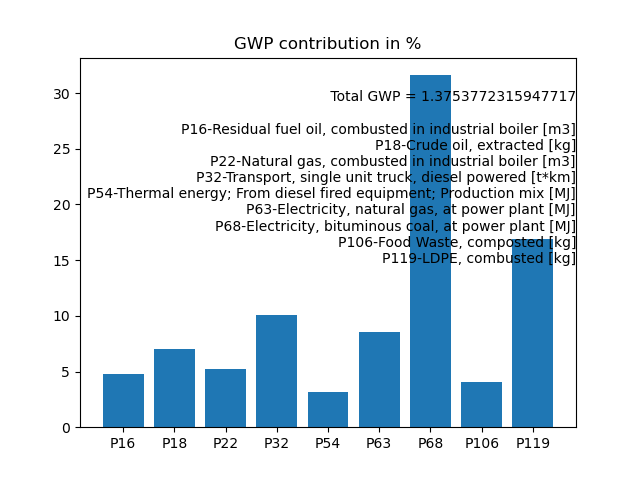 GWP contribution in %
Total GWP = 1.3753772315947717
P16-Residual fuel oil, combusted in industrial boiler [m3]
P18-Crude oil, extracted [kg]
P22-Natural gas, combusted in industrial boiler [m3]
P32-Transport, single unit truck, diesel powered [t*km]
P54-Thermal energy; From diesel fired equipment; Production mix [MJ]
P63-Electricity, natural gas, at power plant [MJ]
P68-Electricity, bituminous coal, at power plant [MJ]
P106-Food Waste, composted [kg]
P119-LDPE, combusted [kg]
30
25
20
15
10
5
0
P16 P18 P22 P32 P54 P63 P68 P106 P119